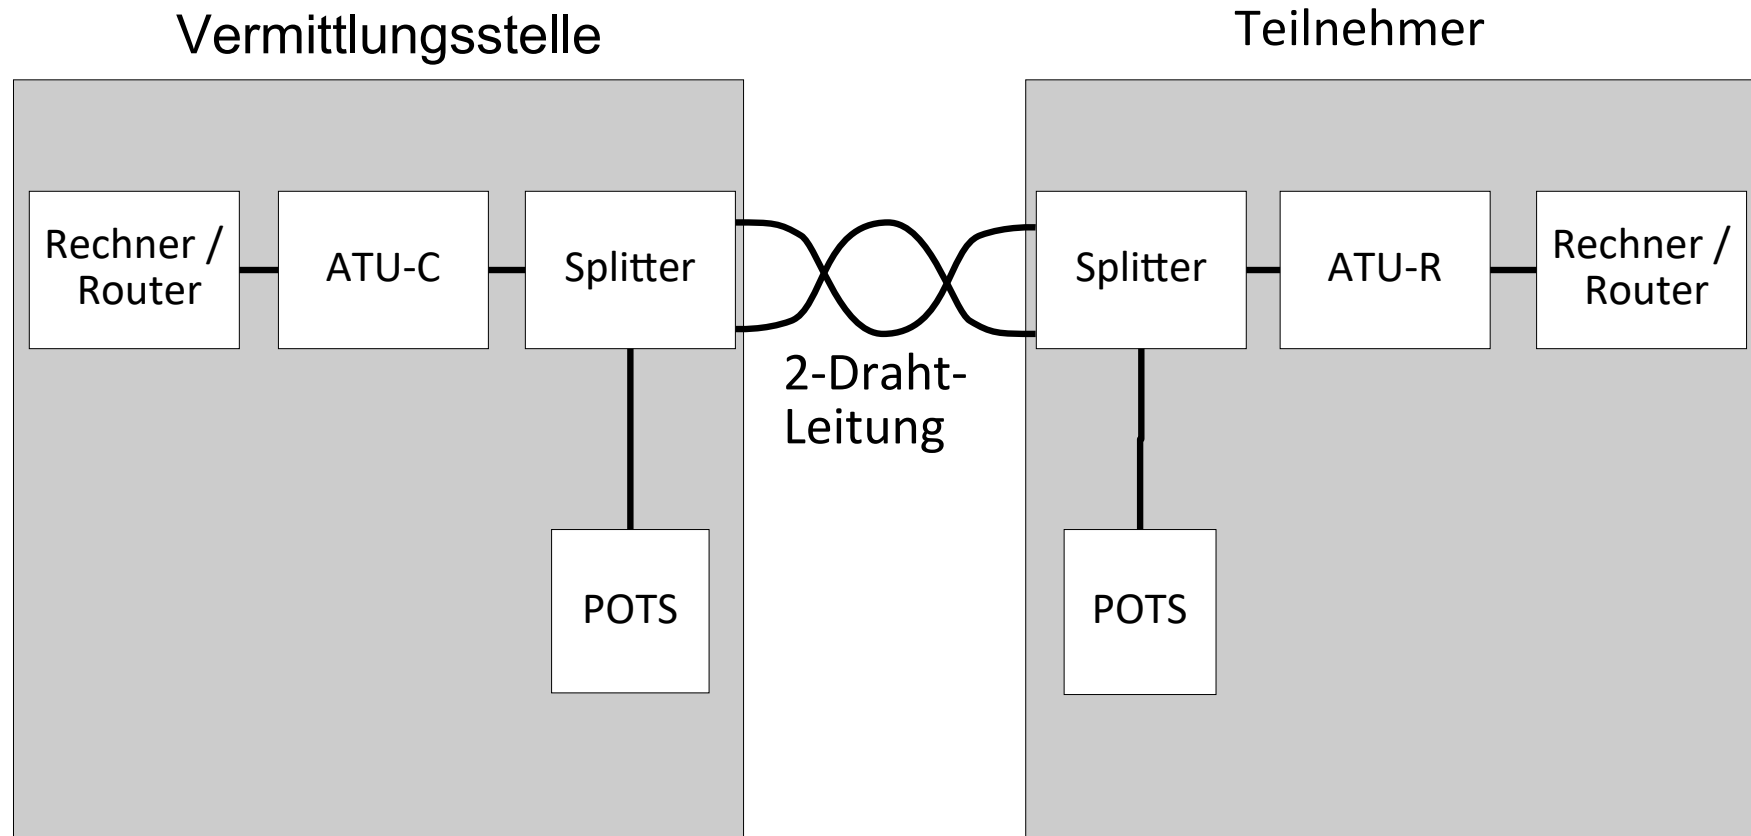 Vermittlungsstelle
Teilnehmer
Rechner /
Router
ATU-C
Splitter
2-Draht-
Leitung
Splitter
ATU-R
Rechner /
Router
POTS
POTS